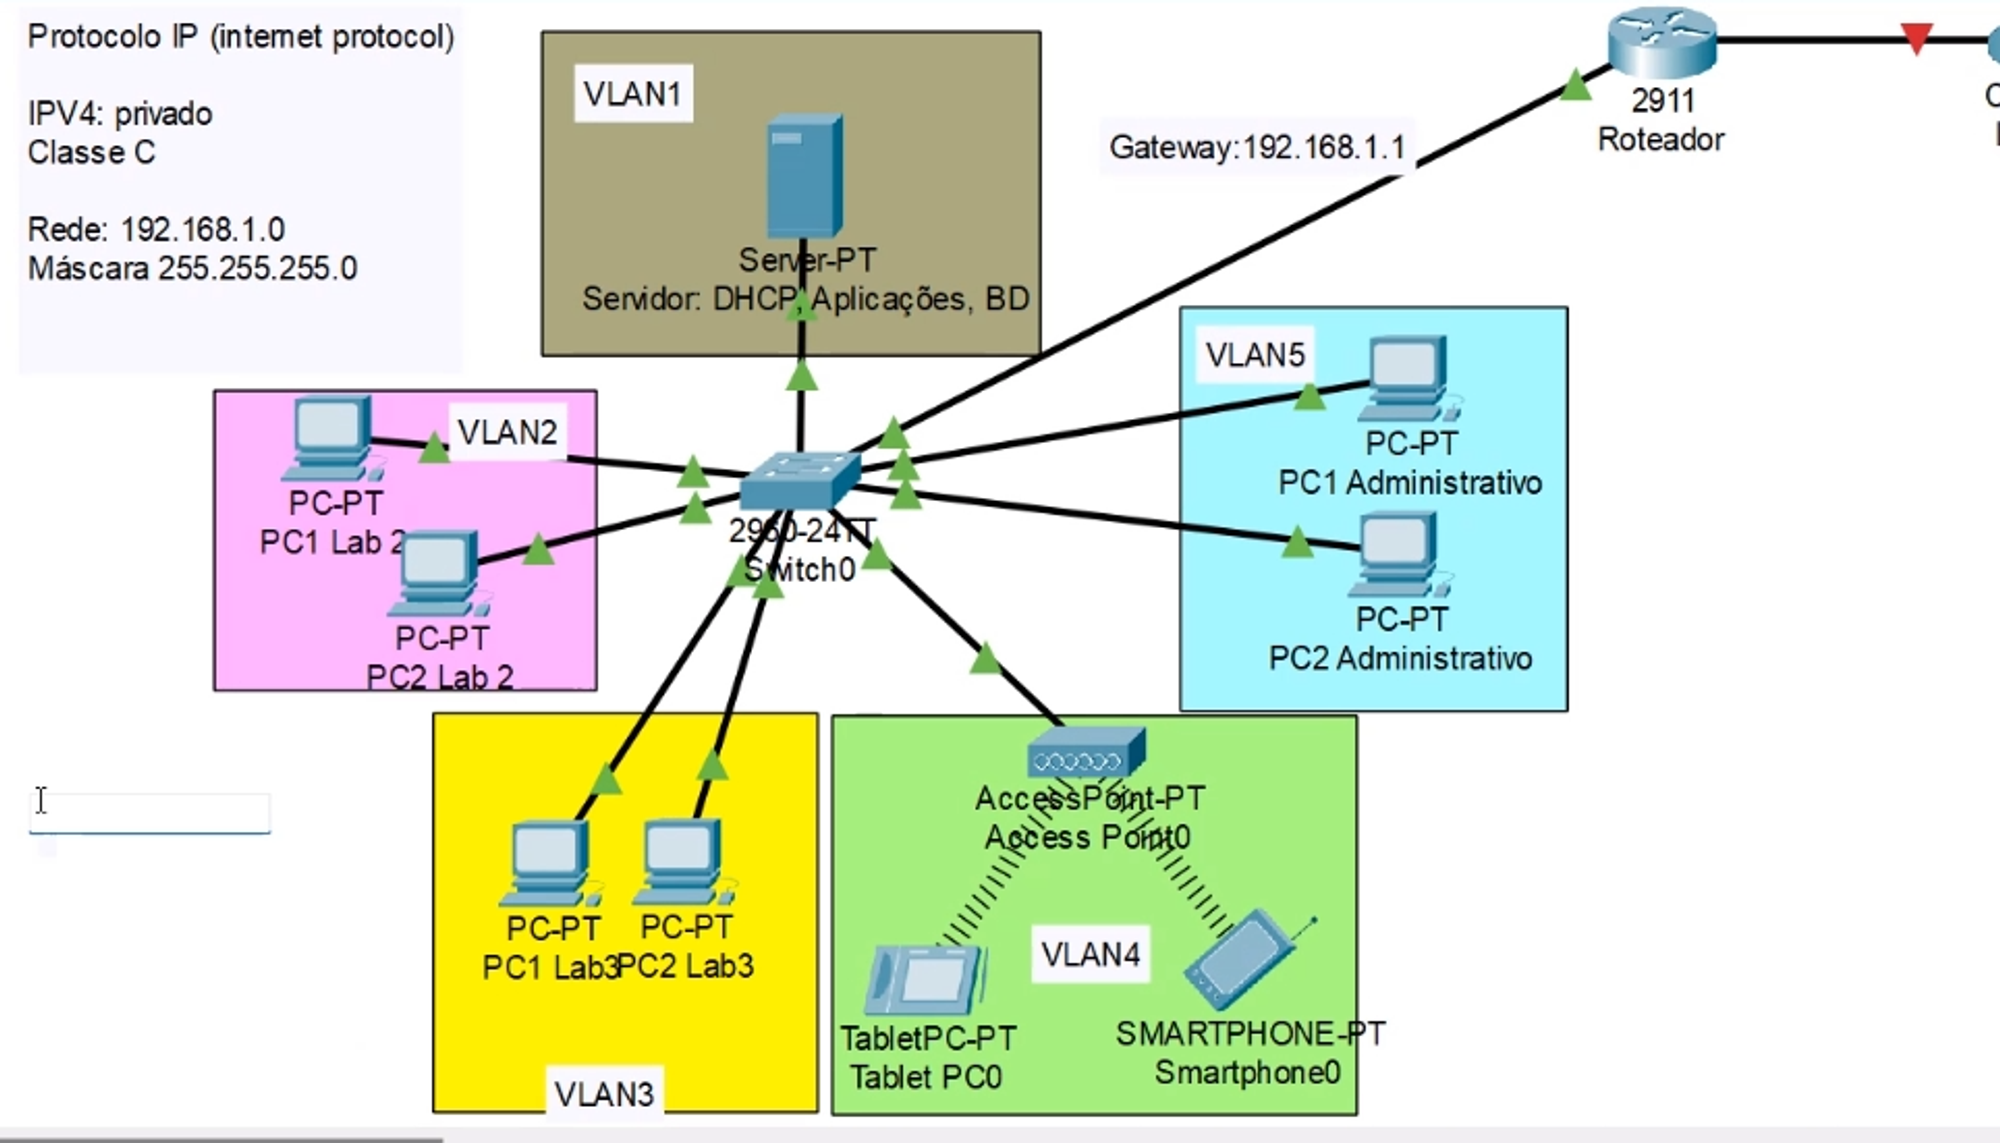 Protocolo IP (internet protocol)
IPV4: privado
Classe C
Rede: 192.168.1.0
Máscara 255.255.255.0
VLAN1
Server-PT
Servidor: DHCP, Aplicações, BD
Gateway:192.168.1.1
2911
Roteador
VLAN2
PC-PT
PC1 Lab 2
PC-PT
PC2 Lab 2
2960-24TT
Switch0
VLAN5
PC-PT
PC1 Administrativo
PC-PT
PC2 Administrativo
PC-PT
PC1 Lab3
PC-PT
PC2 Lab3
VLAN3
AccessPoint-PT
Access Point0
VLAN4
TabletPC-PT
Tablet PC0
SMARTPHONE-PT
Smartphone0